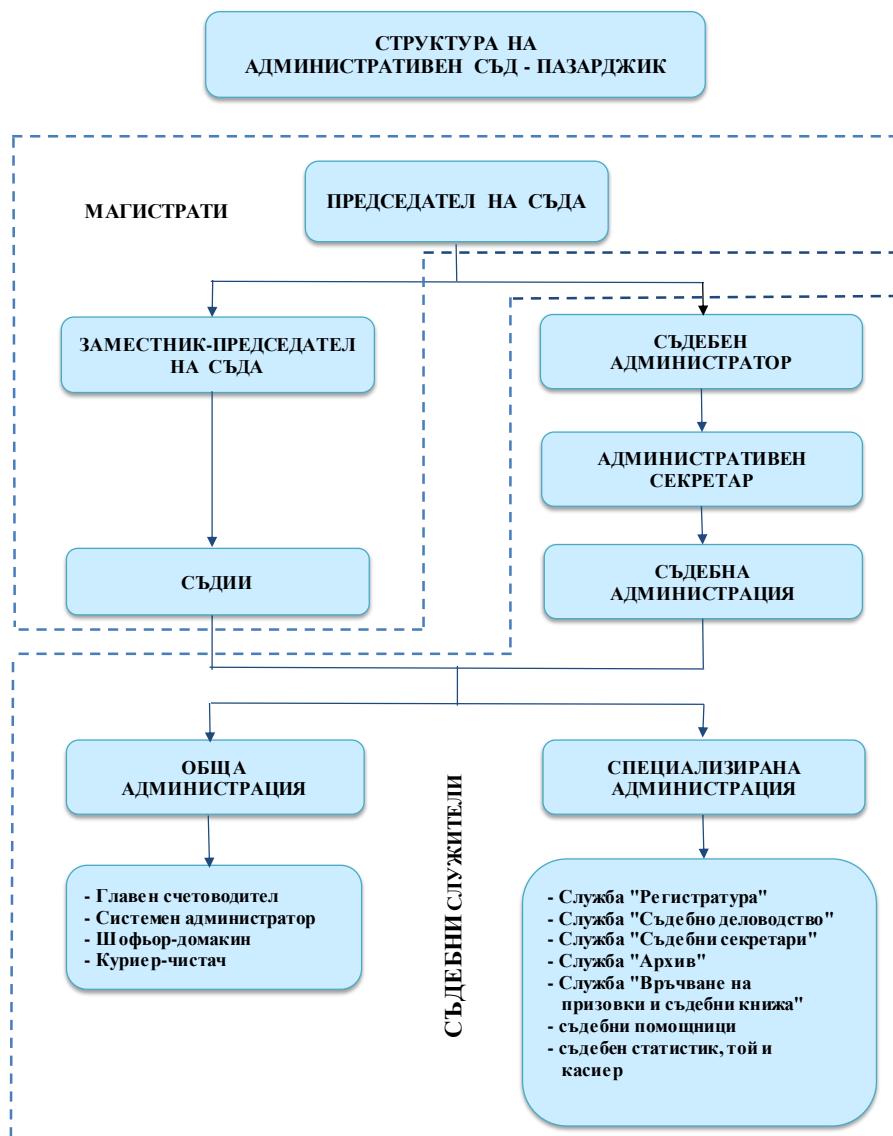 СТРУКТУРА НА
АДМИНИСТРАТИВЕН СЪД - ПАЗАРДЖИК
МАГИСТРАТИ
ПРЕДСЕДАТЕЛ НА СЪДА
ЗАМЕСТНИК-ПРЕДСЕДАТЕЛ
НА СЪДА
СЪДЕБЕН
АДМИНИСТРАТОР
АДМИНИСТРАТИВЕН
СЕКРЕТАР
СЪДИИ
СЪДЕБНА
АДМИНИСТРАЦИЯ
ОБЩА
АДМИНИСТРАЦИЯ
СПЕЦИАЛИЗИРАНА
АДМИНИСТРАЦИЯ
СЪДЕБНИ СЛУЖИТЕЛИ
- Главен счетоводител
- Системен администратор
- Шофьор-домакин
- Куриер-чистач
- Служба "Регистратура"
- Служба "Съдебно деловодство"
- Служба "Съдебни секретари"
- Служба "Архив"
- Служба "Връчване на
призовки и съдебни книжа"
- съдебни помощници
- съдебен статистик, той и
касиер